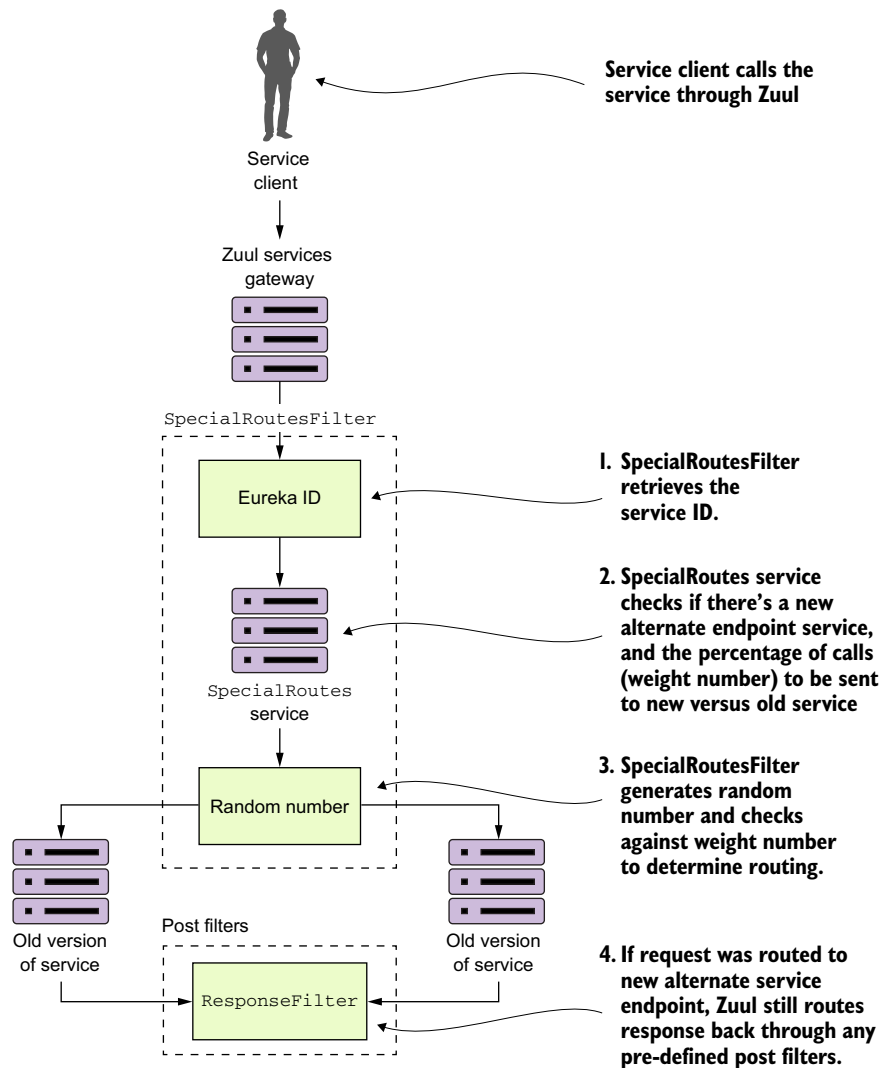 Service client calls the
service through Zuul
Service
client
Zuul services
gateway
SpecialRoutesFilter
Eureka ID
1. SpecialRoutesFilter
retrieves the
service ID.
2. SpecialRoutes service
checks if there's a new
alternate endpoint service,
and the percentage of calls
(weight number) to be sent
to new versus old service
SpecialRoutes
service
Random number
3. SpecialRoutesFilter
generates random
number and checks
against weight number
to determine routing.
Old version
of service
Old version
of service
Post filters
ResponseFilter
4. If request was routed to
new alternate service
endpoint, Zuul still routes
response back through any
pre-defined post filters.